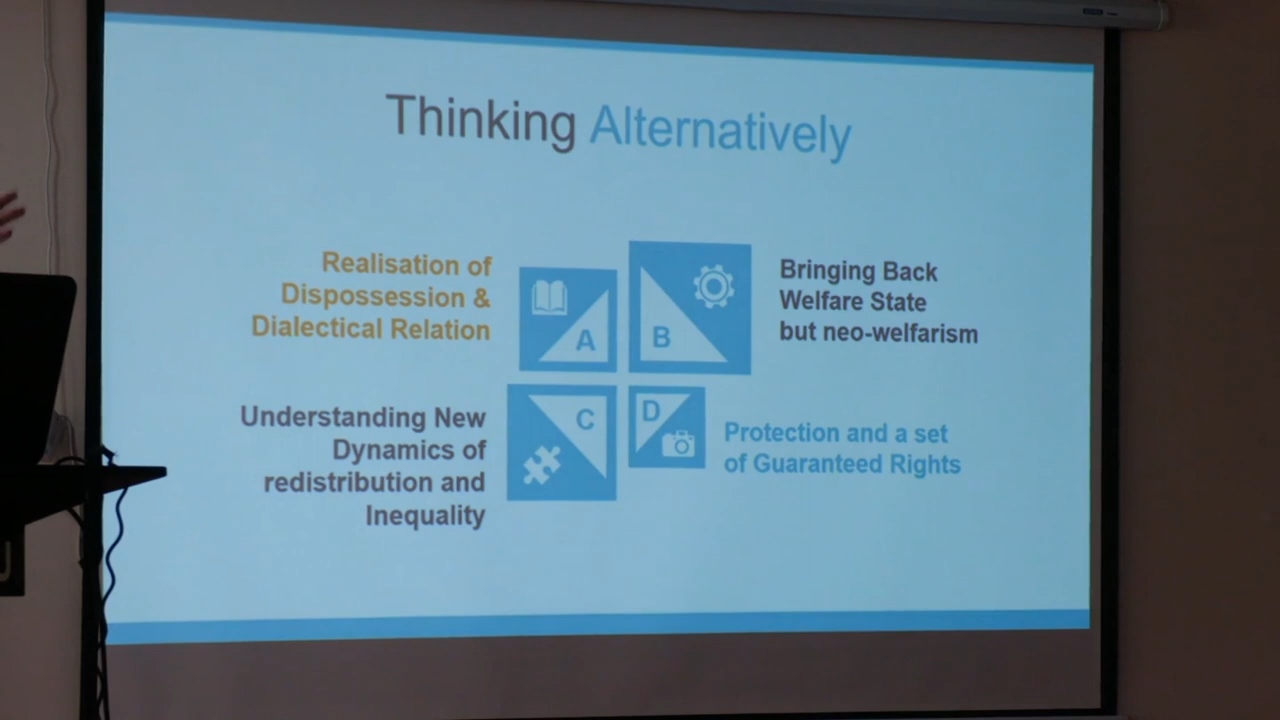 Thinking Alternatively
Realisation of
Dispossession &
Dialectical Relation
A
B
Bringing Back
Welfare State
but neo-welfarism
Understanding New
Dynamics of
redistribution and
Inequality
C
D
Protection and a set
of Guaranteed Rights